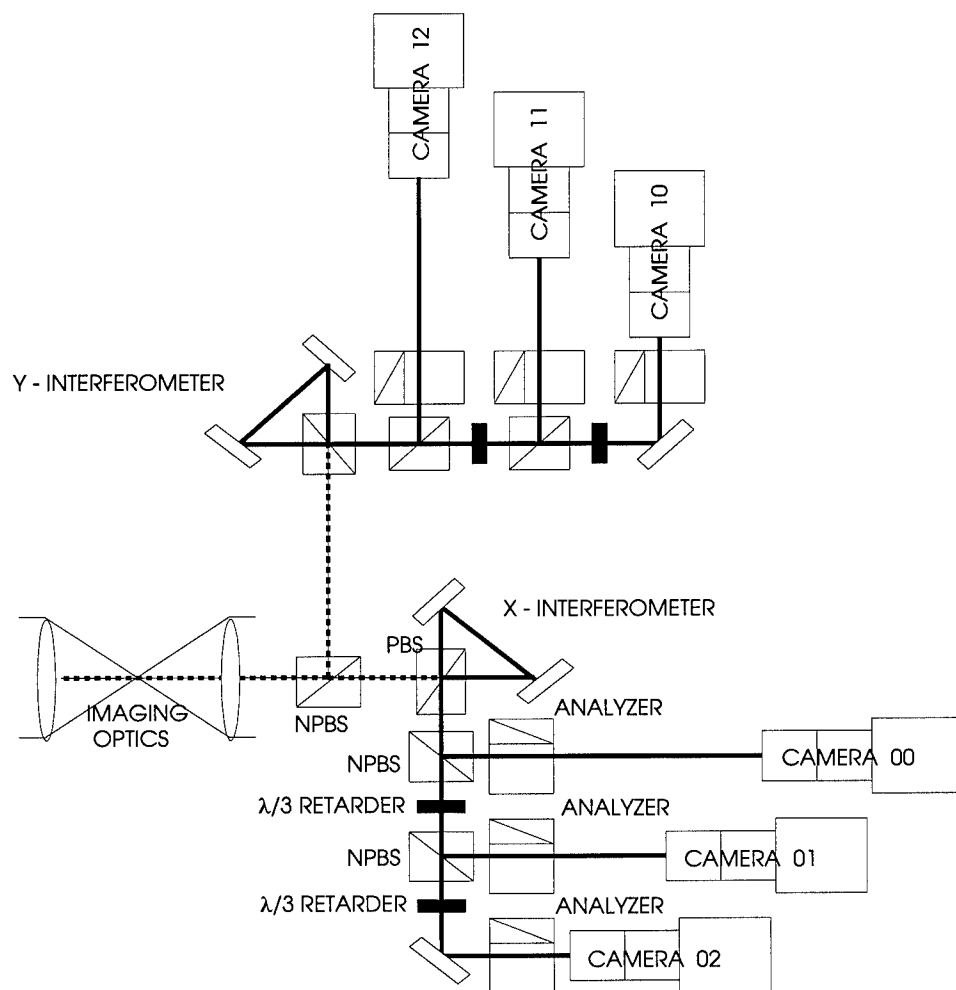 CAMERA 12
CAMERA 11
CAMERA 10
Y - INTERFEROMETER
X - INTERFEROMETER
PBS
IMAGING
OPTICS
NPBS
ANALYZER
NPBS
CAMERA 00
λ/3 RETARDER
ANALYZER
NPBS
CAMERA 01
λ/3 RETARDER
ANALYZER
CAMERA 02